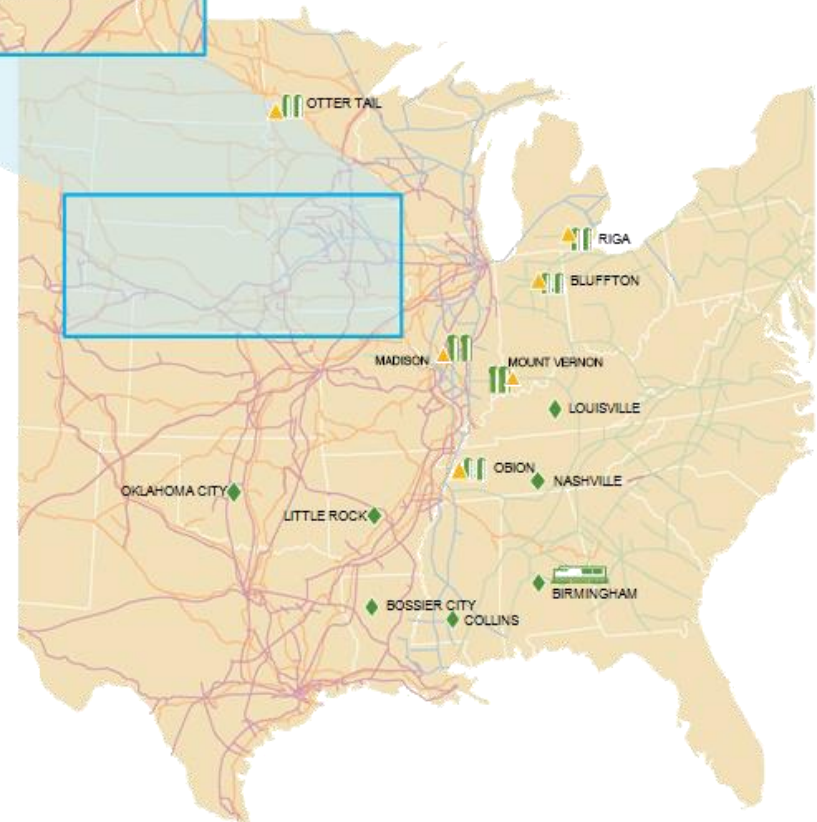 OTTER TAIL
RIGA
BLUFFTON
MADISON
MOUNT VERNON
LOUISVILLE
OBION
NASHVILLE
OKLAHOMA CITY
LITTLE ROCK
BIRMINGHAM
BOSSIER CITY
COLLINS